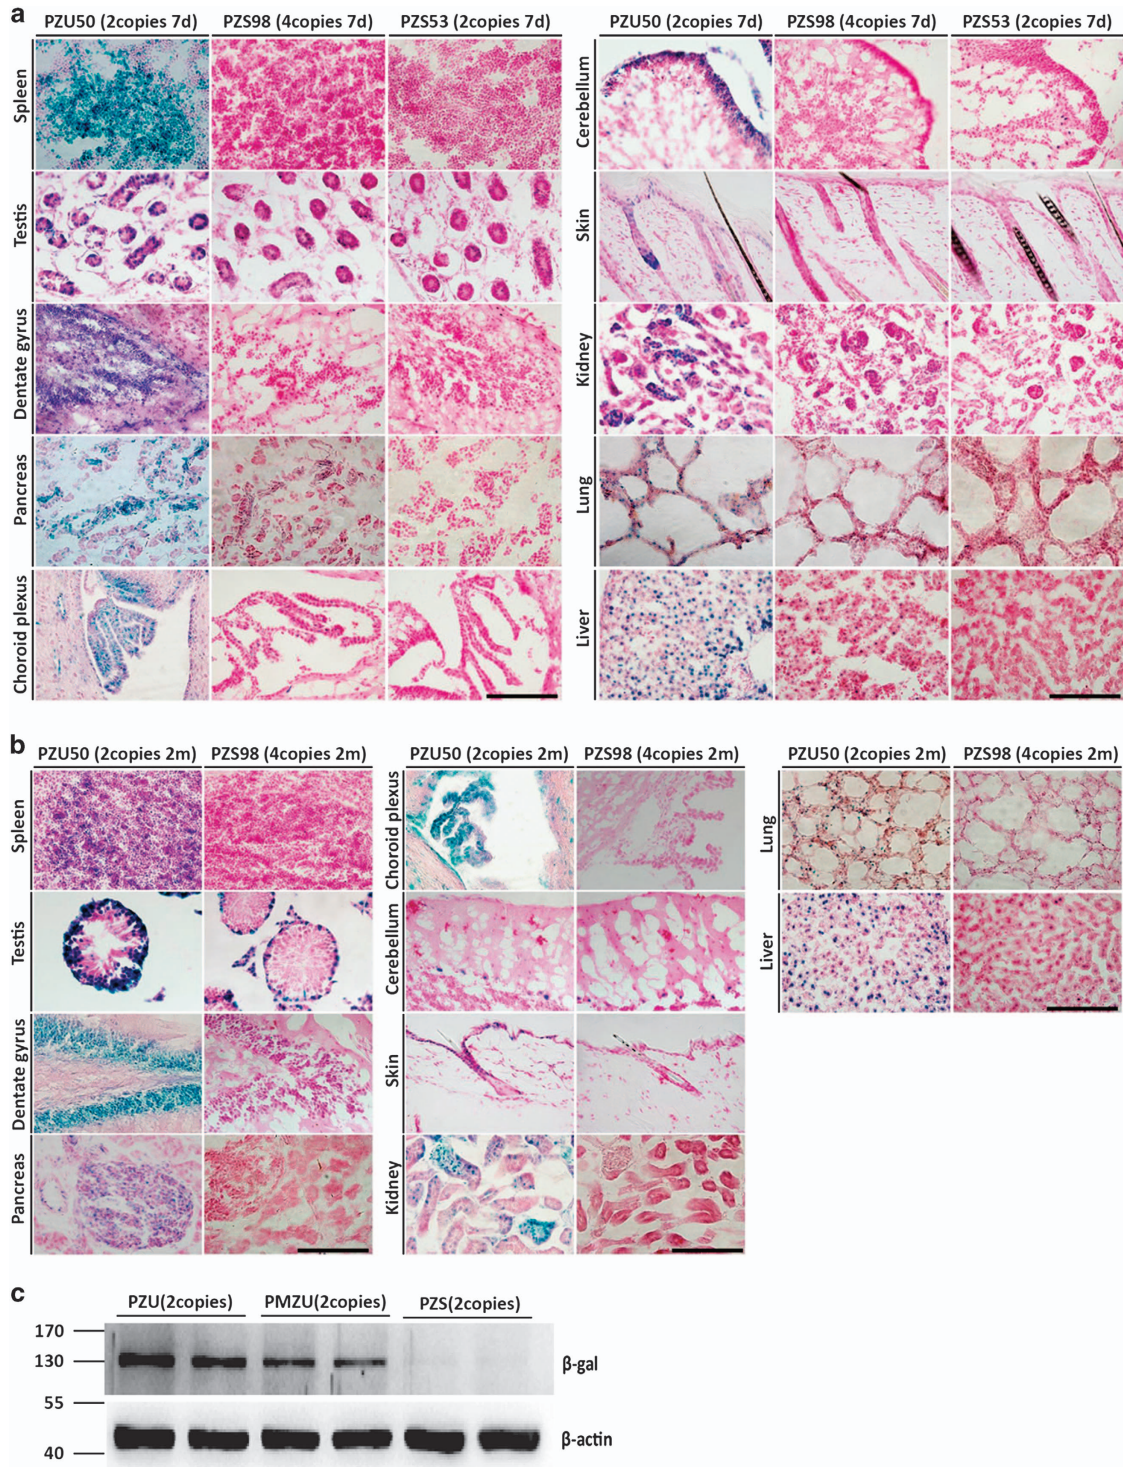 a
PZU50 (2copies 7d) PZS98 (4copies 7d) PZS53 (2copies 7d)
Spleen
Testis
Dentate gyrus
Pancreas
Choroid plexus
PZU50 (2copies 7d) PZS98 (4copies 7d) PZS53 (2copies 7d)
Cerebellum
Skin
Kidney
Lung
Liver
b
PZU50 (2copies 2m) PZS98 (4copies 2m)
Spleen
Testis
Dentate gyrus
Pancreas
PZU50 (2copies 2m) PZS98 (4copies 2m)
Choroid plexus
Cerebellum
Skin
Kidney
PZU50 (2copies 2m) PZS98 (4copies 2m)
Lung
Liver
c
PZU(2copies) PMZU(2copies) PZS(2copies)
170
130 β-gal
55
β-actin
40